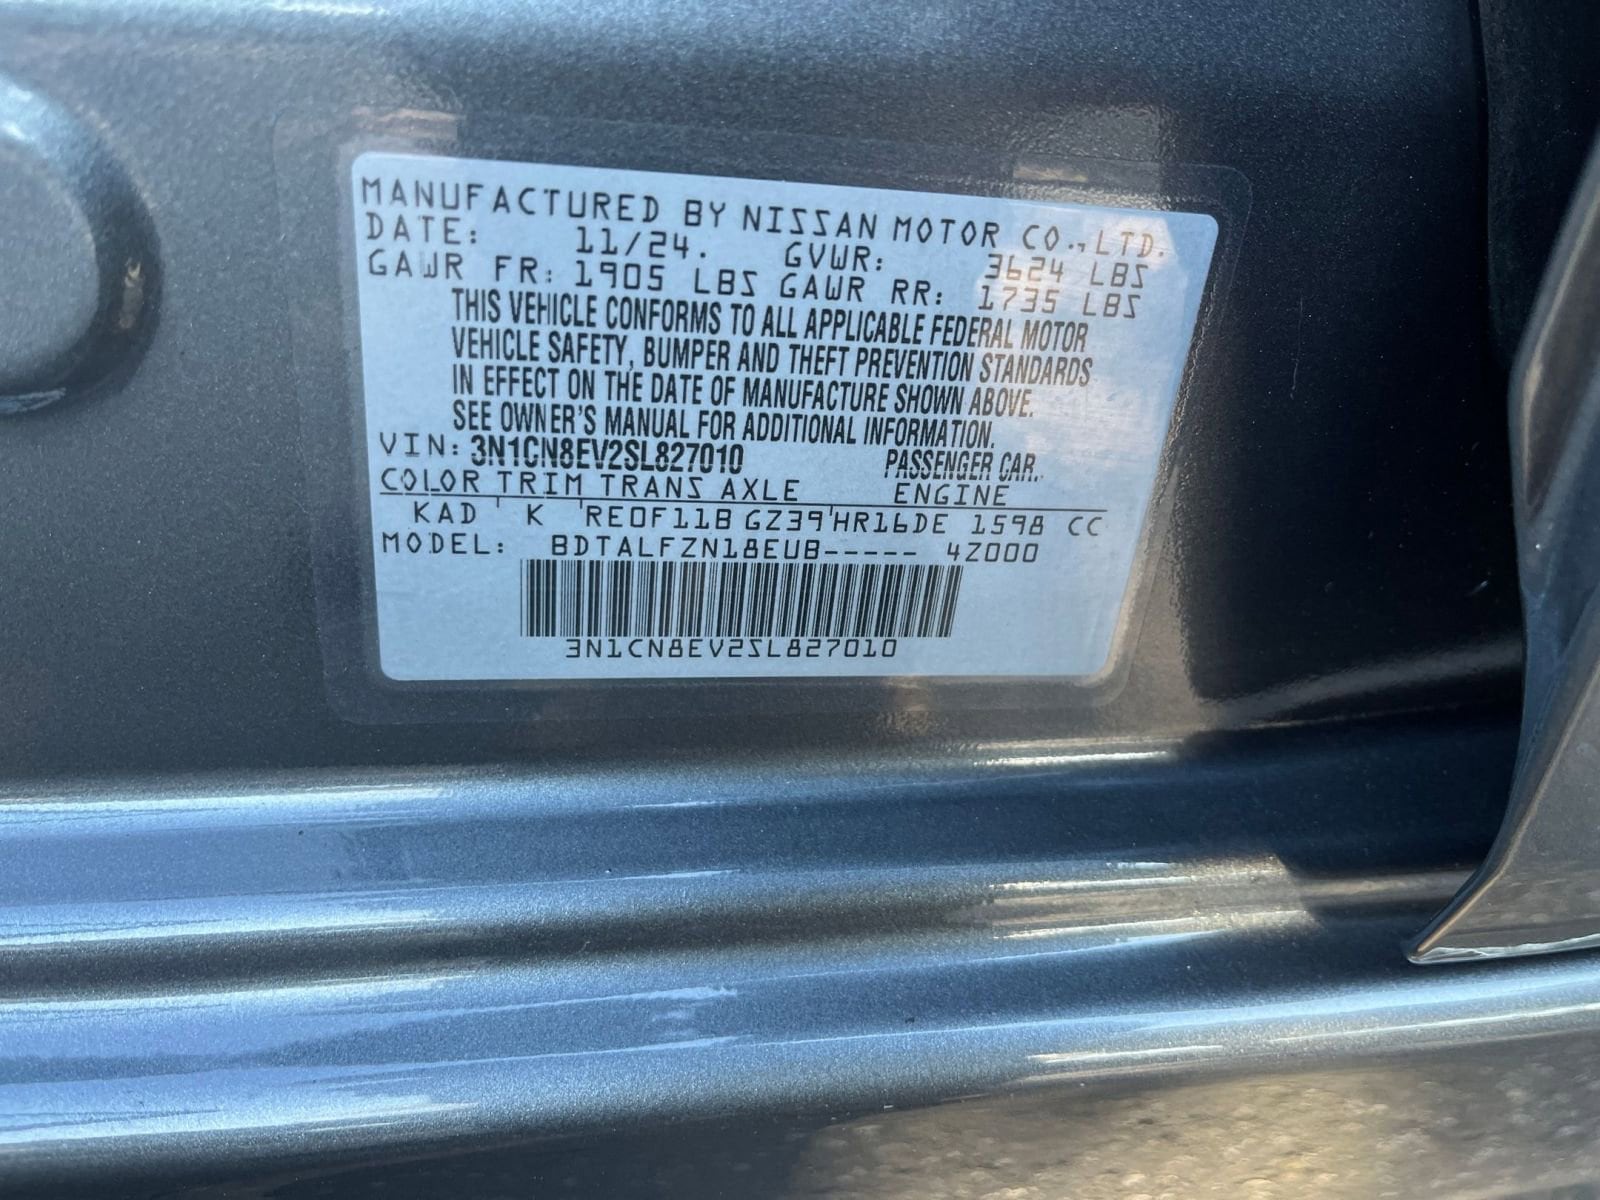 MANUFACTURED BY NISSAN MOTOR CO.,LTD.
DATE: 11/24. GVWR: 3624 LBS
GAWR FR: 1905 LBS GAWR RR: 1735 LBS
THIS VEHICLE CONFORMS TO ALL APPLICABLE FEDERAL MOTOR
VEHICLE SAFETY, BUMPER AND THEFT PREVENTION STANDARDS
IN EFFECT ON THE DATE OF MANUFACTURE SHOWN ABOVE.
SEE OWNER'S MANUAL FOR ADDITIONAL INFORMATION.
VIN: 3N1CN8EV2SL827010 PASSENGER CAR.
COLOR TRIM TRANS AXLE ENGINE
KAD K RE0F11B GZ39 HR16DE 1598 CC
MODEL: BDTALFZN18EUB----- 4Z000
3N1CN8EV2SL827010